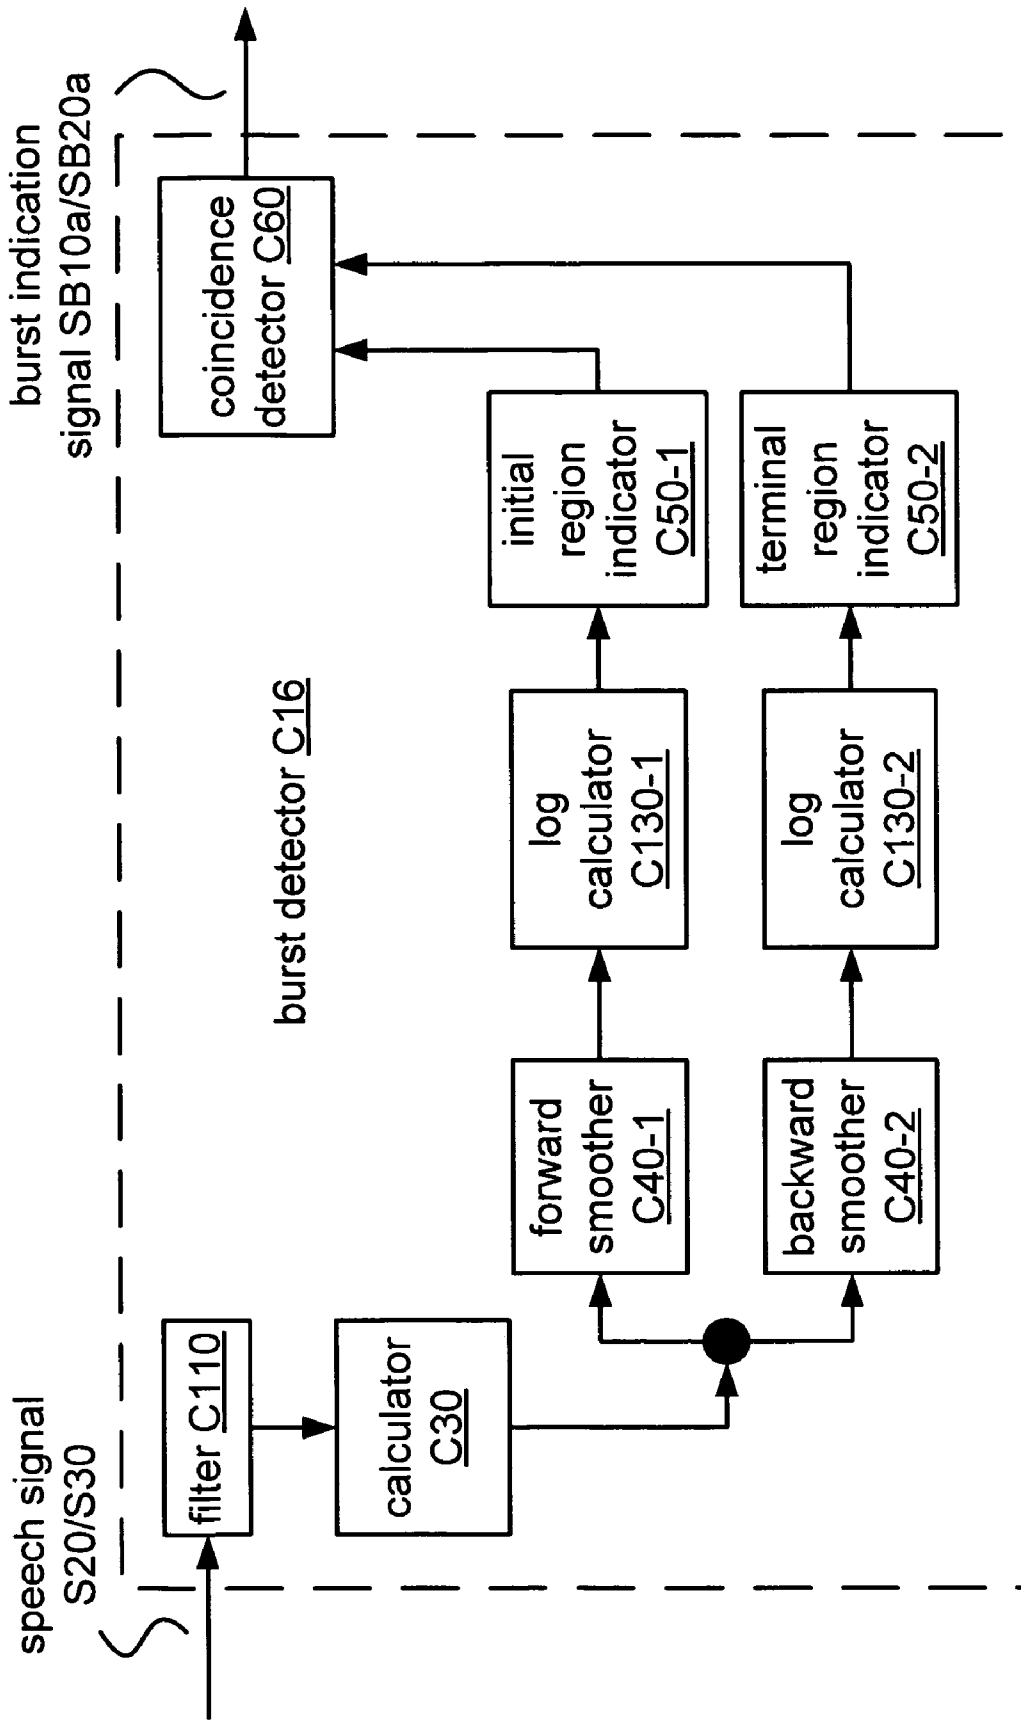 speech signal
S20/S30
burst indication
signal SB10a/SB20a
filter C110
calculator
C30
burst detector C16
coincidence
detector C60
forward
smoother
C40-1
log
calculator
C130-1
initial
region
indicator
C50-1
backward
smoother
C40-2
log
calculator
C130-2
terminal
region
indicator
C50-2